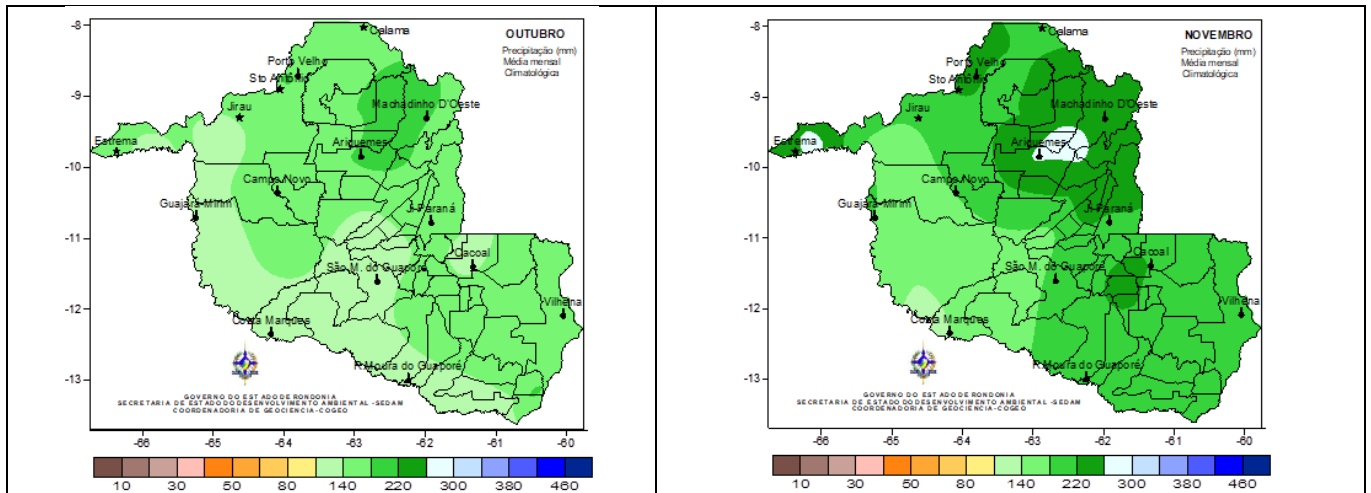 OUTUBRO
Precipitação (mm)
Média mensal
Climatológica
-8
-9
-10
-11
-12
-13
Calama
Porto Velho
Sto Antônio
Jirau
Machadinho D'Oeste
Estrema
Ariquemes
Campo Novo
Guajará-Mirim
Ji Paraná
Cacoal
São M. do Guaporé
Vilhena
Costa Marques
R.Moura do Guaporé
GOVERNO DO ESTADO DE RONDONIA
SECRETARIA DE ESTADO DO DESENVOLVIMENTO AMBIENTAL -SEDAM
COORDENADORIA DE GEOCIENCIA-COGEO
-66 -65 -64 -63 -62 -61 -60
10 30 50 80 140 220 300 380 460
NOVEMBRO
Precipitação (mm)
Média mensal
Climatológica
-8
-9
-10
-11
-12
-13
Calama
Porto Velho
Sto Antônio
Jirau
Machadinho D'Oeste
Estrema
Ariquemes
Campo Novo
Guajará-Mirim
Ji Paraná
Cacoal
São M. do Guaporé
Vilhena
Costa Marques
R.Moura do Guaporé
GOVERNO DO ESTADO DE RONDONIA
SECRETARIA DE ESTADO DO DESENVOLVIMENTO AMBIENTAL -SEDAM
COORDENADORIA DE GEOCIENCIA-COGEO
-66 -65 -64 -63 -62 -61 -60
10 30 50 80 140 220 300 380 460